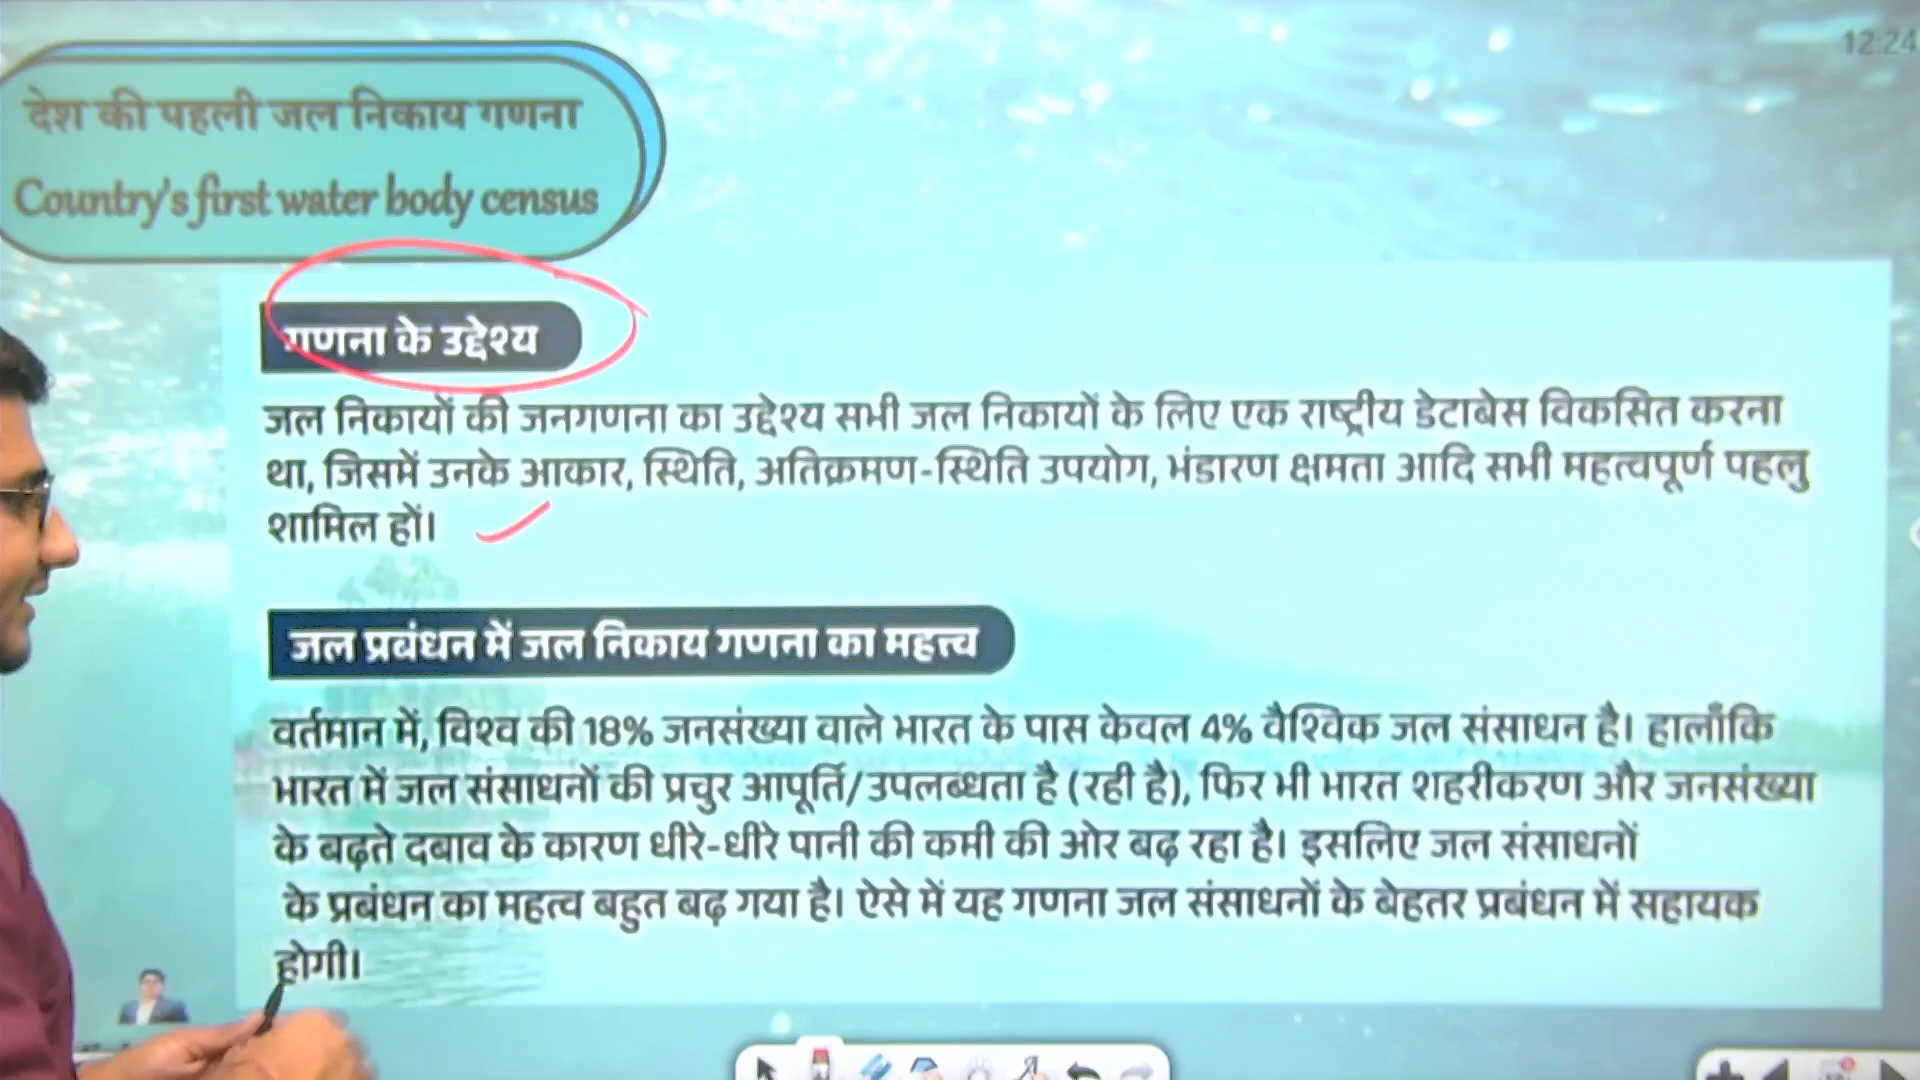 12:24
देश की पहली जल निकाय गणना
Country's first water body census
गणना के उद्देश्य
जल निकायों की जनगणना का उद्देश्य सभी जल निकायों के लिए एक राष्ट्रीय डेटाबेस विकसित करना
था, जिसमें उनके आकार, स्थिति, अतिक्रमण-स्थिति उपयोग, भंडारण क्षमता आदि सभी महत्वपूर्ण पहलु
शामिल हों।
जल प्रबंधन में जल निकाय गणना का महत्त्व
वर्तमान में, विश्व की 18% जनसंख्या वाले भारत के पास केवल 4% वैश्विक जल संसाधन है। हालाँकि
भारत में जल संसाधनों की प्रचुर आपूर्ति/उपलब्धता है (रही है), फिर भी भारत शहरीकरण और जनसंख्या
के बढ़ते दबाव के कारण धीरे-धीरे पानी की कमी की ओर बढ़ रहा है। इसलिए जल संसाधनों
के प्रबंधन का महत्व बहुत बढ़ गया है। ऐसे में यह गणना जल संसाधनों के बेहतर प्रबंधन में सहायक
होगी।